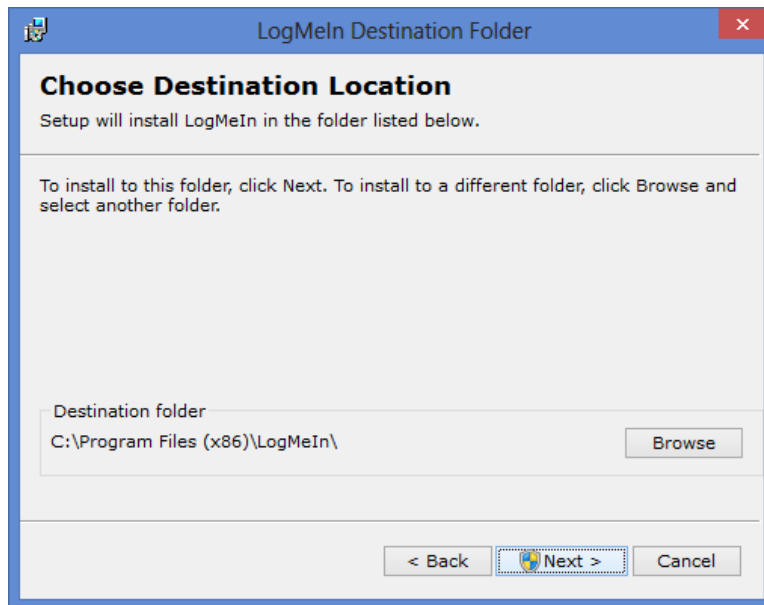 LogMeIn Destination Folder
Choose Destination Location
Setup will install LogMeIn in the folder listed below.
To install to this folder, click Next. To install to a different folder, click Browse and
select another folder.
Destination folder
C:\Program Files (x86)\LogMeIn\
Browse
< Back
Next >
Cancel